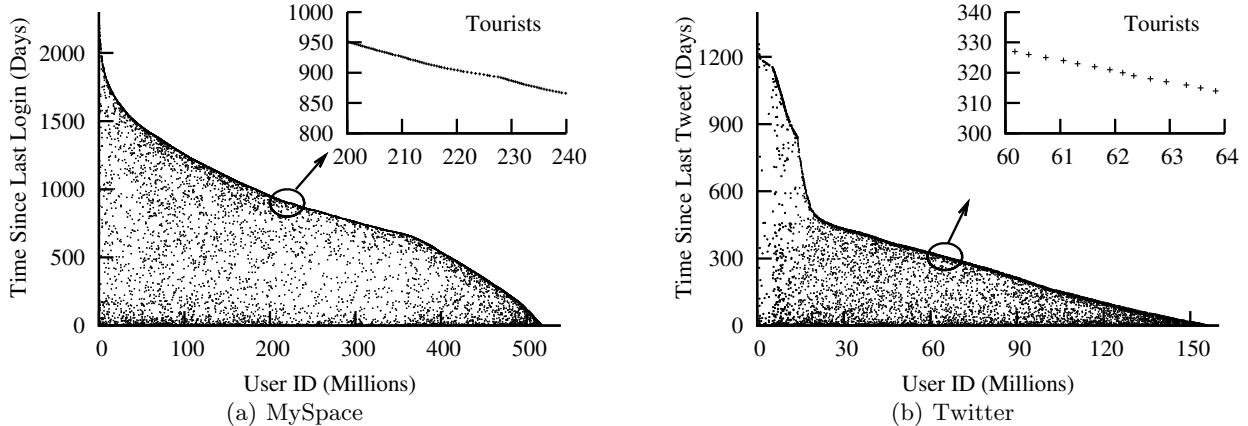 Time Since Last Login (Days)
2000
1500
1000
500
0
1000
950
900
850
800
Tourists
200 210 220 230 240
0 100 200 300 400 500
User ID (Millions)
(a) MySpace
Time Since Last Tweet (Days)
1200
900
600
300
0
340
330
320
310
300
Tourists
60 61 62 63 64
0 30 60 90 120 150
User ID (Millions)
(b) Twitter